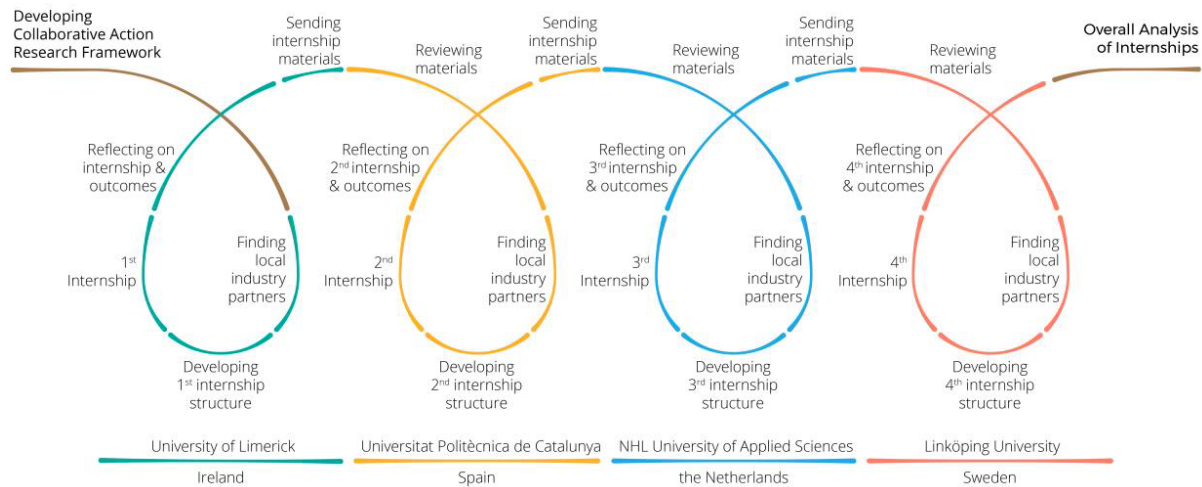 Developing
Collaborative Action
Research Framework
Sending
internship
materials
Reviewing
materials
Sending
internship
materials
Reviewing
materials
Sending
internship
materials
Reviewing
materials
Overall Analysis
of Internships
Reflecting on
internship &
outcomes
Reflecting on
2nd internship
& outcomes
Reflecting on
3rd internship
& outcomes
Reflecting on
4th internship
& outcomes
1st
Internship
Finding
local
industry
partners
2nd
Internship
Finding
local
industry
partners
3rd
Internship
Finding
local
industry
partners
4th
Internship
Finding
local
industry
partners
Developing
1st internship
structure
Developing
2nd internship
structure
Developing
3rd internship
structure
Developing
4th internship
structure
University of Limerick
Ireland
Universitat Politècnica de Catalunya
Spain
NHL University of Applied Sciences
the Netherlands
Linköping University
Sweden